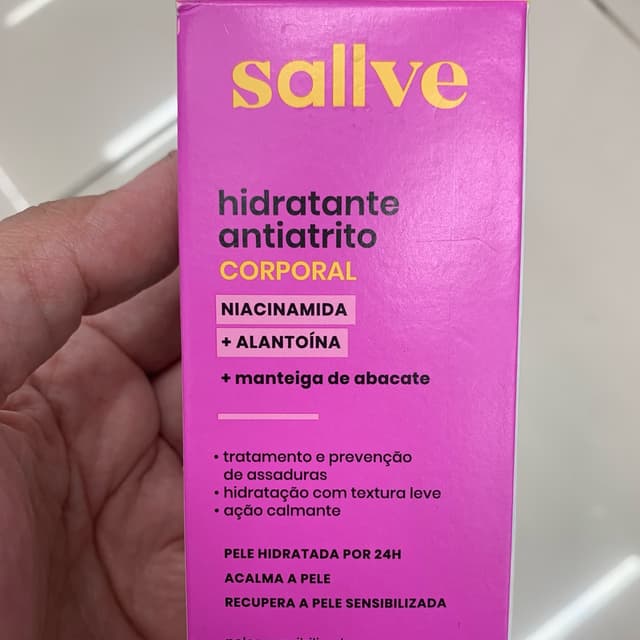 sallve
hidratante
antiatrito
CORPORAL
NIACINAMIDA
+ ALANTOÍNA
+ manteiga de abacate
• tratamento e prevenção
de assaduras
• hidratação com textura leve
• ação calmante
PELE HIDRATADA POR 24H
ACALMA A PELE
RECUPERA A PELE SENSIBILIZADA